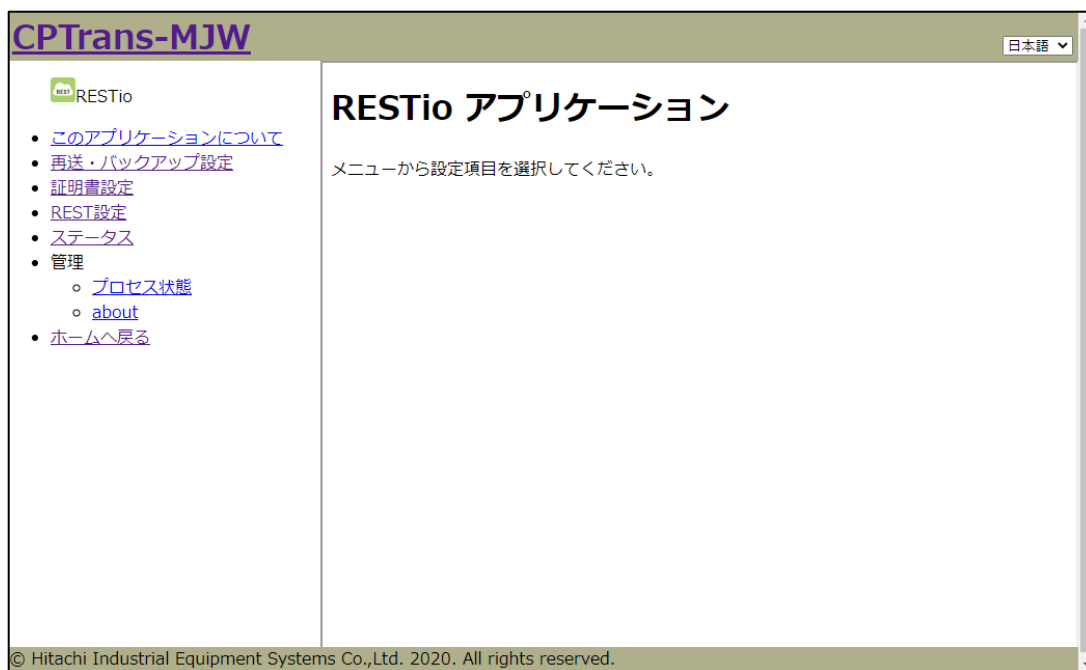 CPTrans-MJW
日本語
REST
RESTio
このアプリケーションについて
再送・バックアップ設定
証明書設定
REST設定
ステータス
管理
プロセス状態
about
ホームへ戻る
RESTio アプリケーション
メニューから設定項目を選択してください。
© Hitachi Industrial Equipment Systems Co.,Ltd. 2020. All rights reserved.